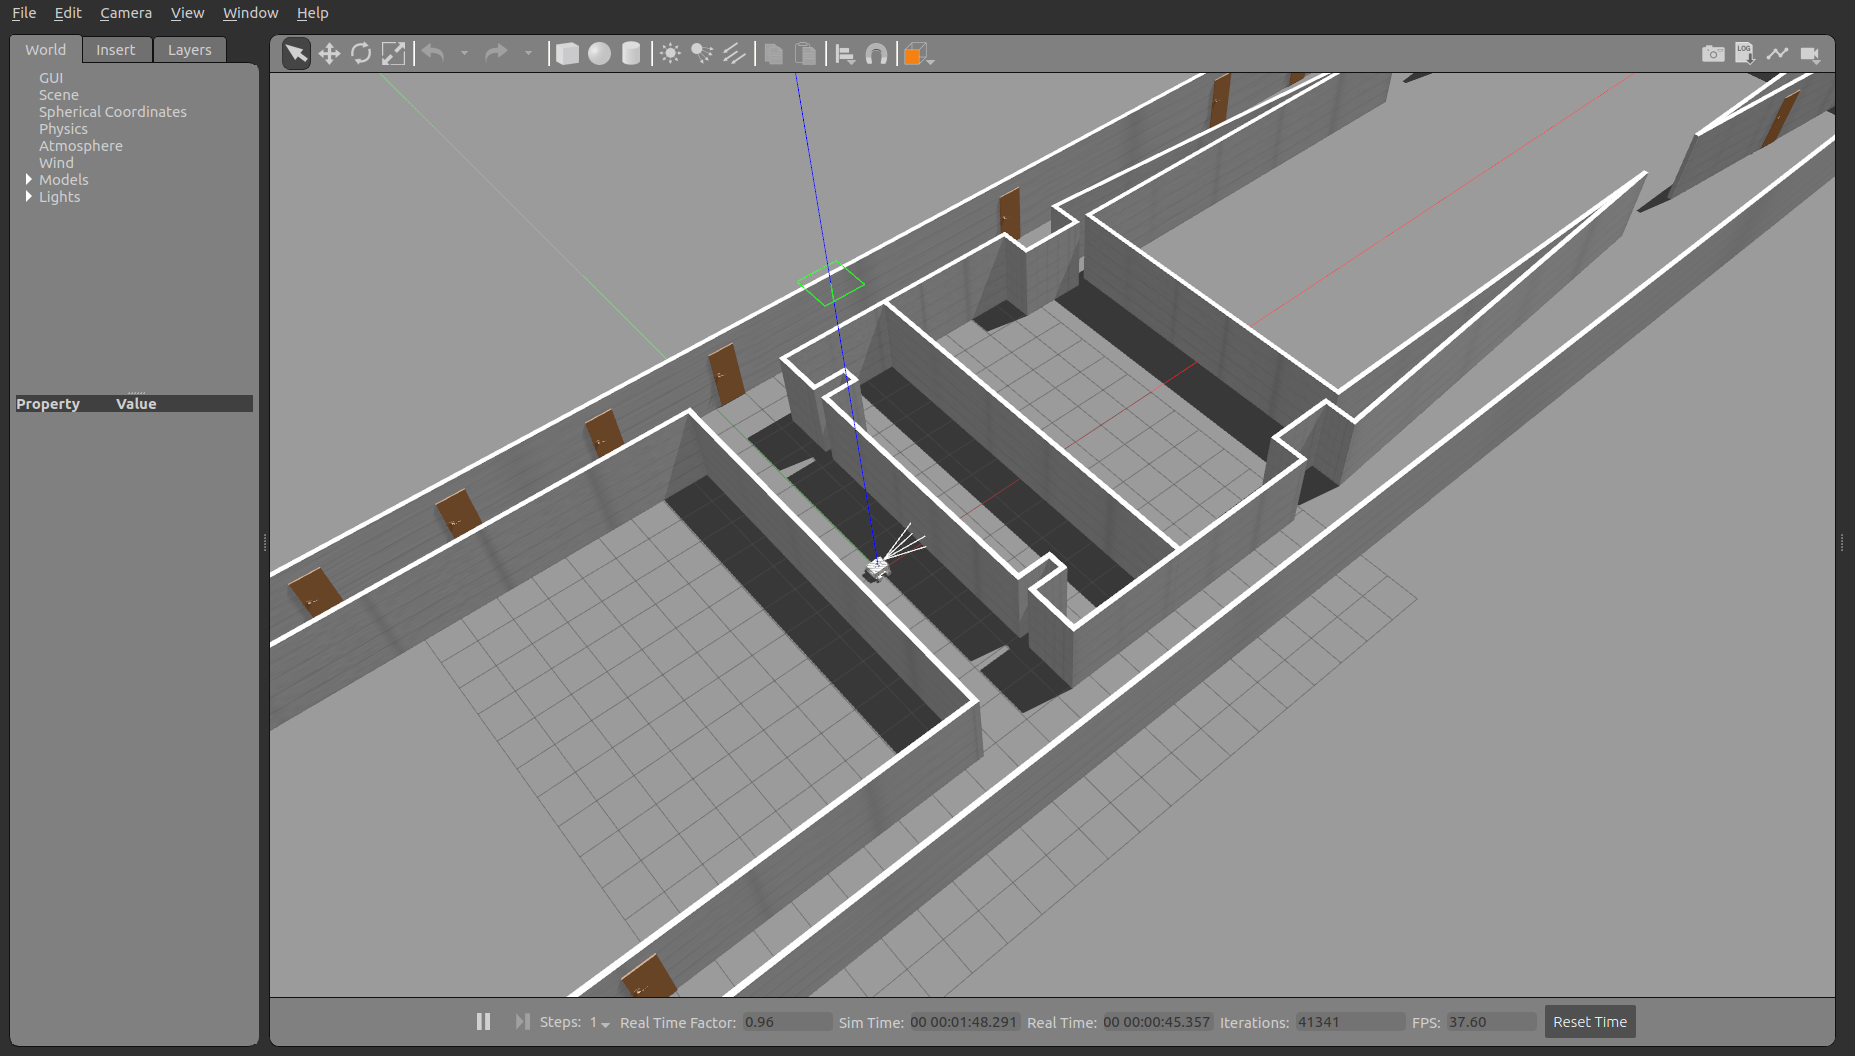 File Edit Camera View Window Help
World Insert Layers
LOG
GUI
Scene
Spherical Coordinates
Physics
Atmosphere
Wind
Models
Lights
Property Value
Steps: 1 Real Time Factor: 0.96 Sim Time: 00 00:01:48.291 Real Time: 00 00:00:45.357 Iterations: 41341 FPS: 37.60 Reset Time